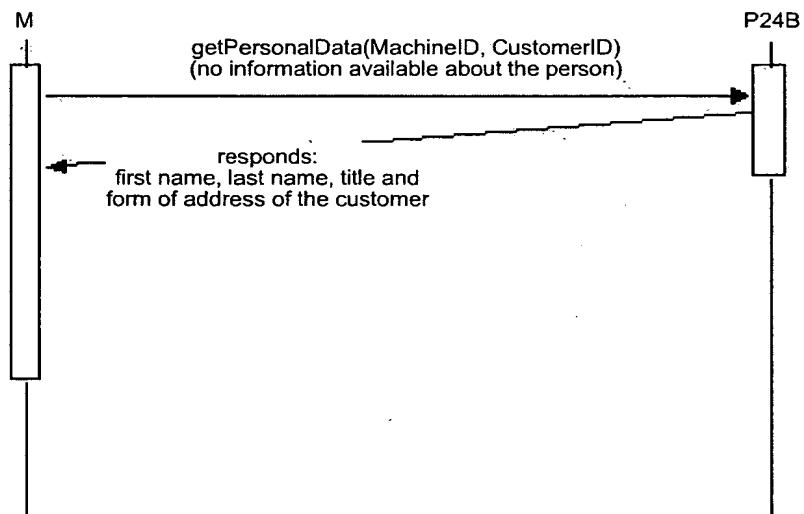 M
P24B
getPersonalData(MachineID, CustomerID)
(no information available about the person)
responds:
first name, last name, title and
form of address of the customer